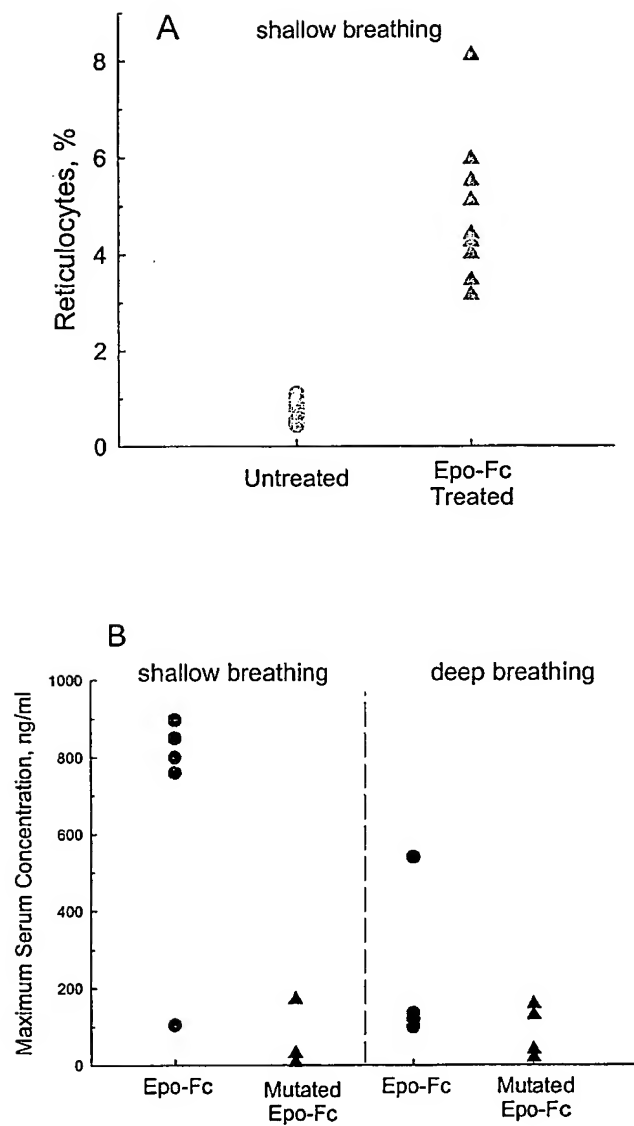 A
shallow breathing
8
6
4
2
0
Reticulocytes, %
Untreated
Epo-Fc
Treated
B
shallow breathing
deep breathing
1000
800
600
400
200
0
Maximum Serum Concentration, ng/ml
Epo-Fc
Mutated
Epo-Fc
Epo-Fc
Mutated
Epo-Fc